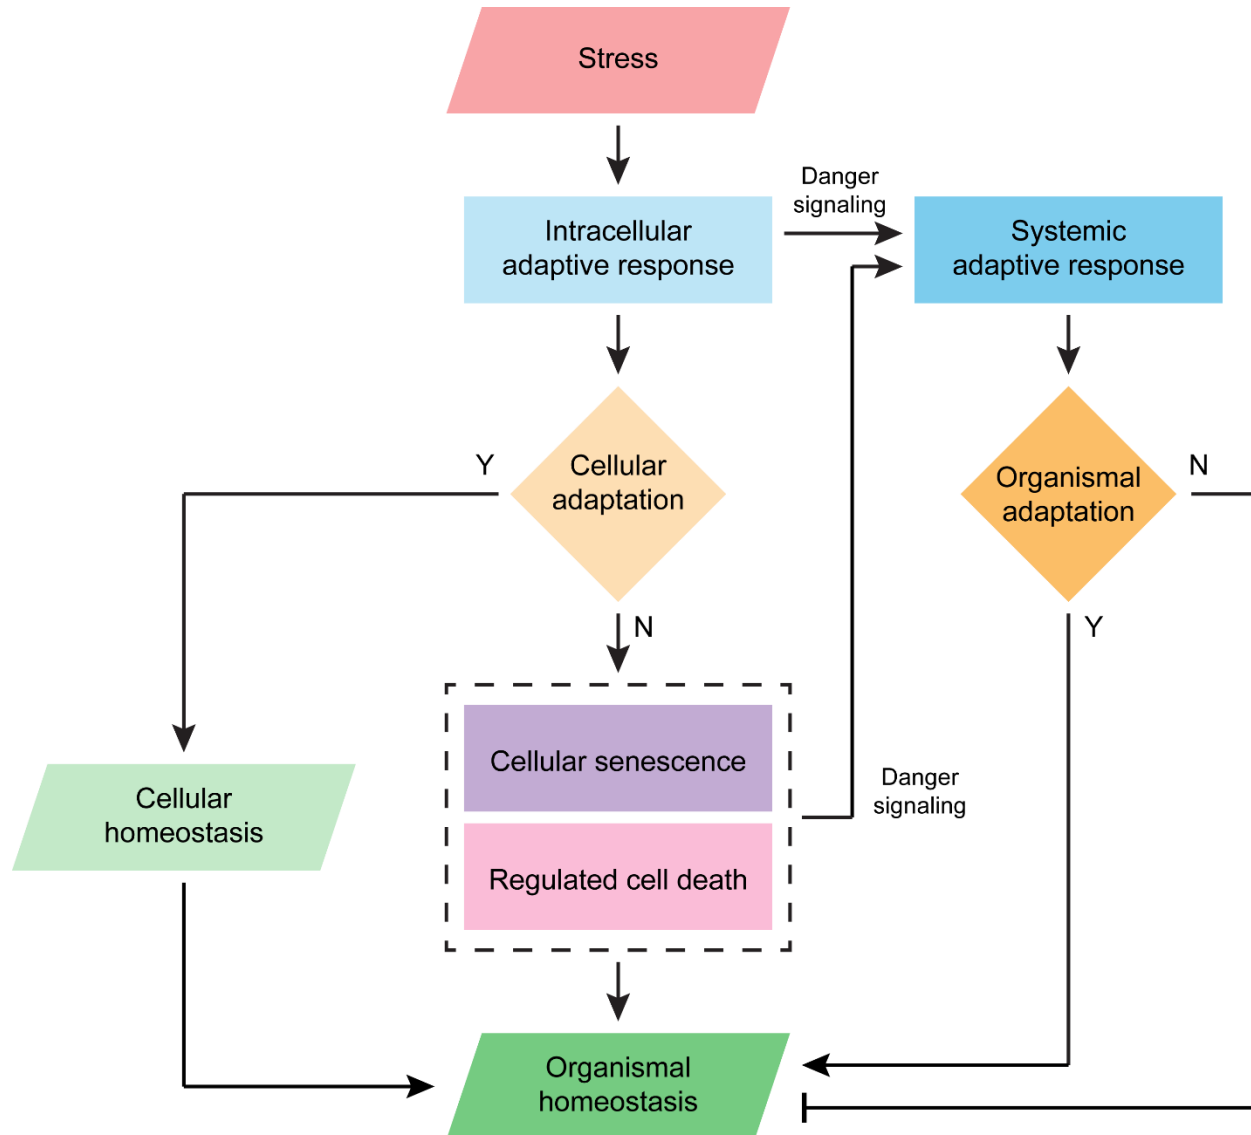 Stress
Danger
signaling
Intracellular
adaptive response
Systemic
adaptive response
Y
Cellular
adaptation
Organismal
adaptation
N
N
Y
Cellular senescence
Danger
signaling
Cellular
homeostasis
Regulated cell death
Organismal
homeostasis